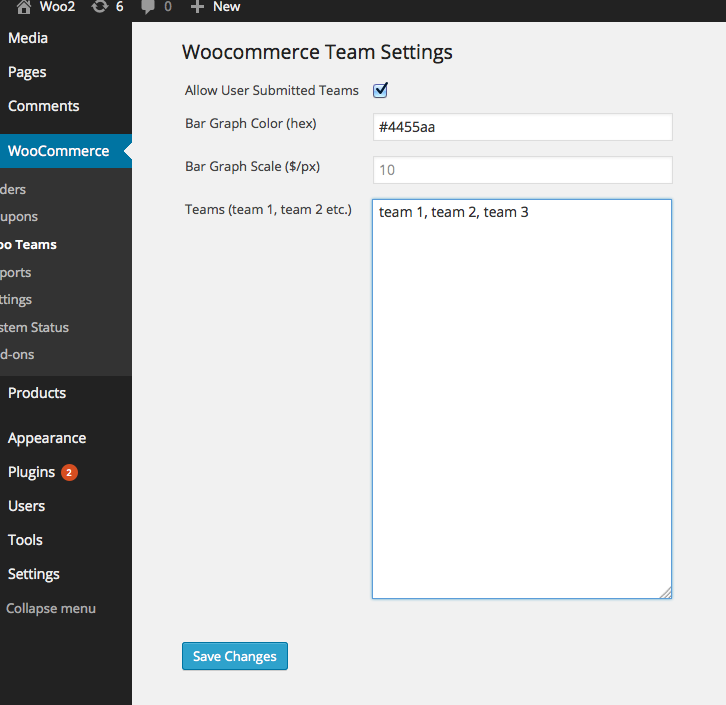 Woo2 6 0 New
Media
Pages
Comments
WooCommerce
ders
upons
oo Teams
ports
ttings
stem Status
d-ons
Products
Appearance
Plugins 2
Users
Tools
Settings
Collapse menu
Woocommerce Team Settings
Allow User Submitted Teams
Bar Graph Color (hex) #4455aa
Bar Graph Scale ($/px) 10
Teams (team 1, team 2 etc.) team 1, team 2, team 3
Save Changes